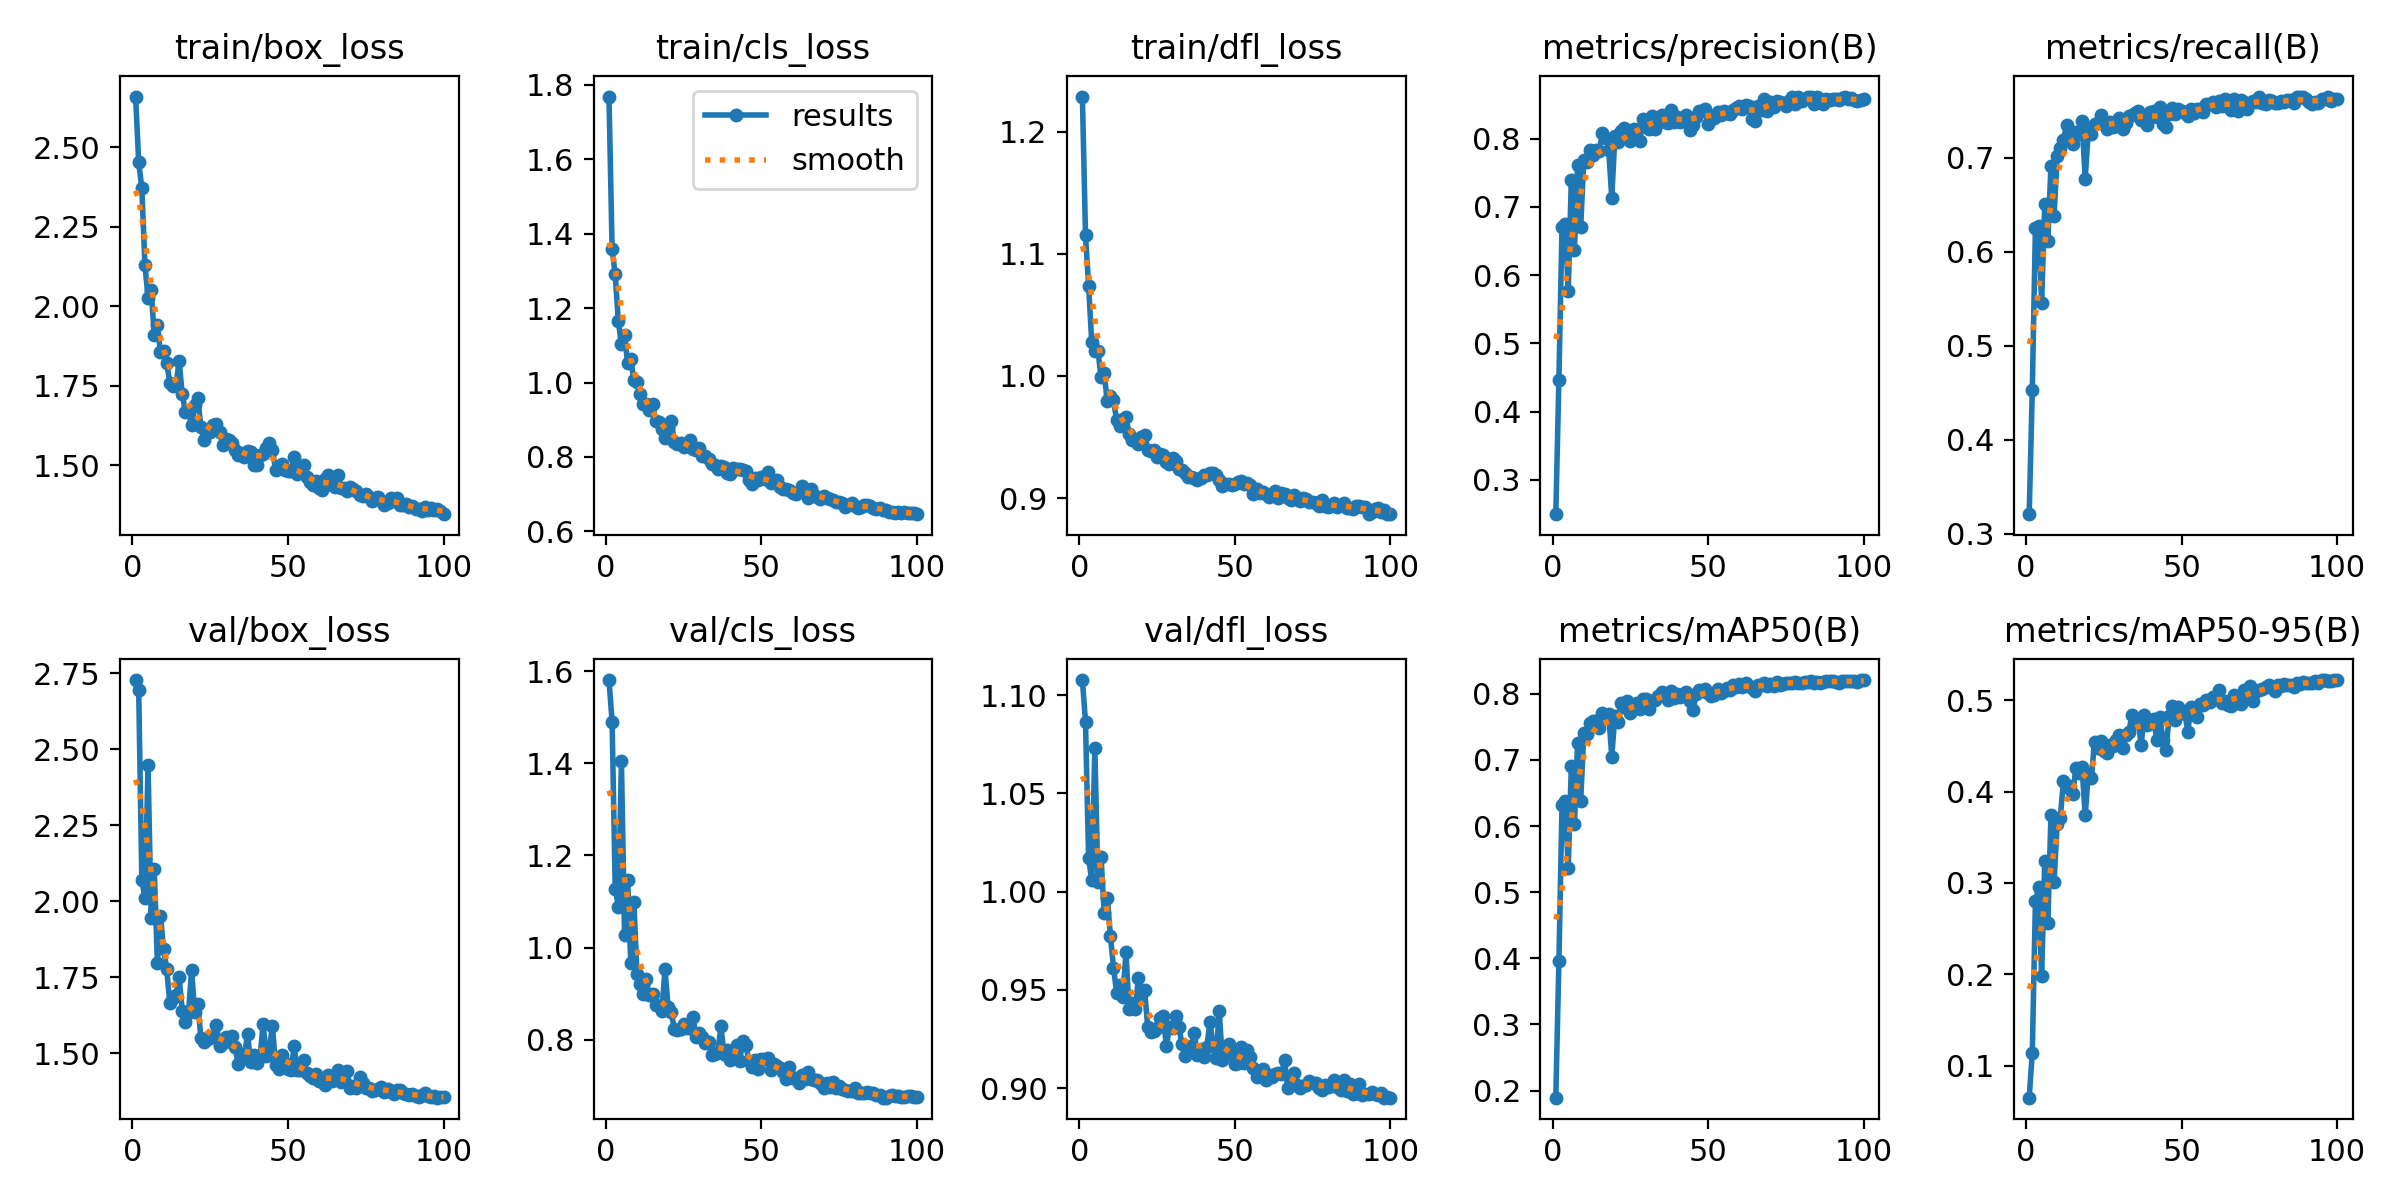 train/box_loss
2.50
2.25
2.00
1.75
1.50
0 50 100
train/cls_loss
results
smooth
1.8
1.6
1.4
1.2
1.0
0.8
0.6
0 50 100
train/dfl_loss
1.2
1.1
1.0
0.9
0 50 100
metrics/precision(B)
0.8
0.7
0.6
0.5
0.4
0.3
0 50 100
metrics/recall(B)
0.7
0.6
0.5
0.4
0.3
0 50 100
val/box_loss
2.75
2.50
2.25
2.00
1.75
1.50
0 50 100
val/cls_loss
1.6
1.4
1.2
1.0
0.8
0 50 100
val/dfl_loss
1.10
1.05
1.00
0.95
0.90
0 50 100
metrics/mAP50(B)
0.8
0.7
0.6
0.5
0.4
0.3
0.2
0 50 100
metrics/mAP50-95(B)
0.5
0.4
0.3
0.2
0.1
0 50 100